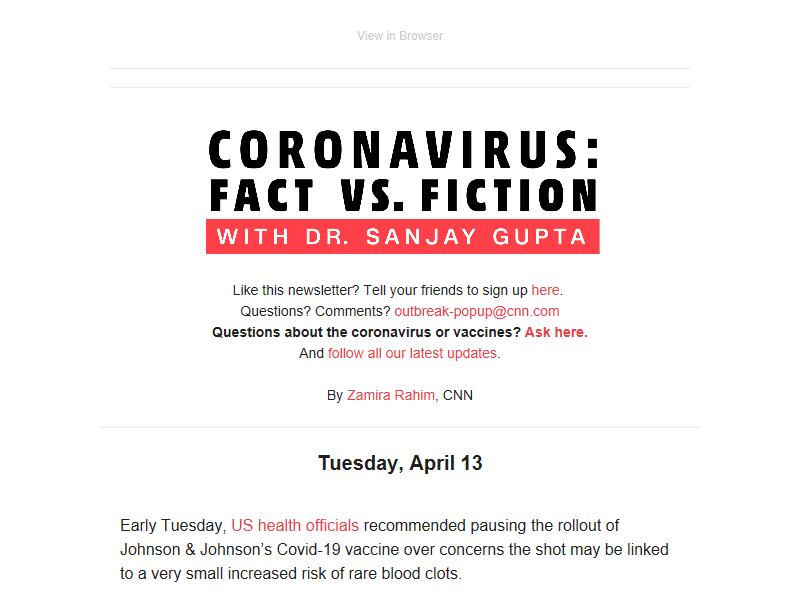 View in Browser
CORONAVIRUS:
FACT VS. FICTION
WITH DR. SANJAY GUPTA
Like this newsletter? Tell your friends to sign up here.
Questions? Comments? outbreak-popup@cnn.com
Questions about the coronavirus or vaccines? Ask here.
And follow all our latest updates.
By Zamira Rahim, CNN
Tuesday, April 13
Early Tuesday, US health officials recommended pausing the rollout of
Johnson & Johnson’s Covid-19 vaccine over concerns the shot may be linked
to a very small increased risk of rare blood clots.